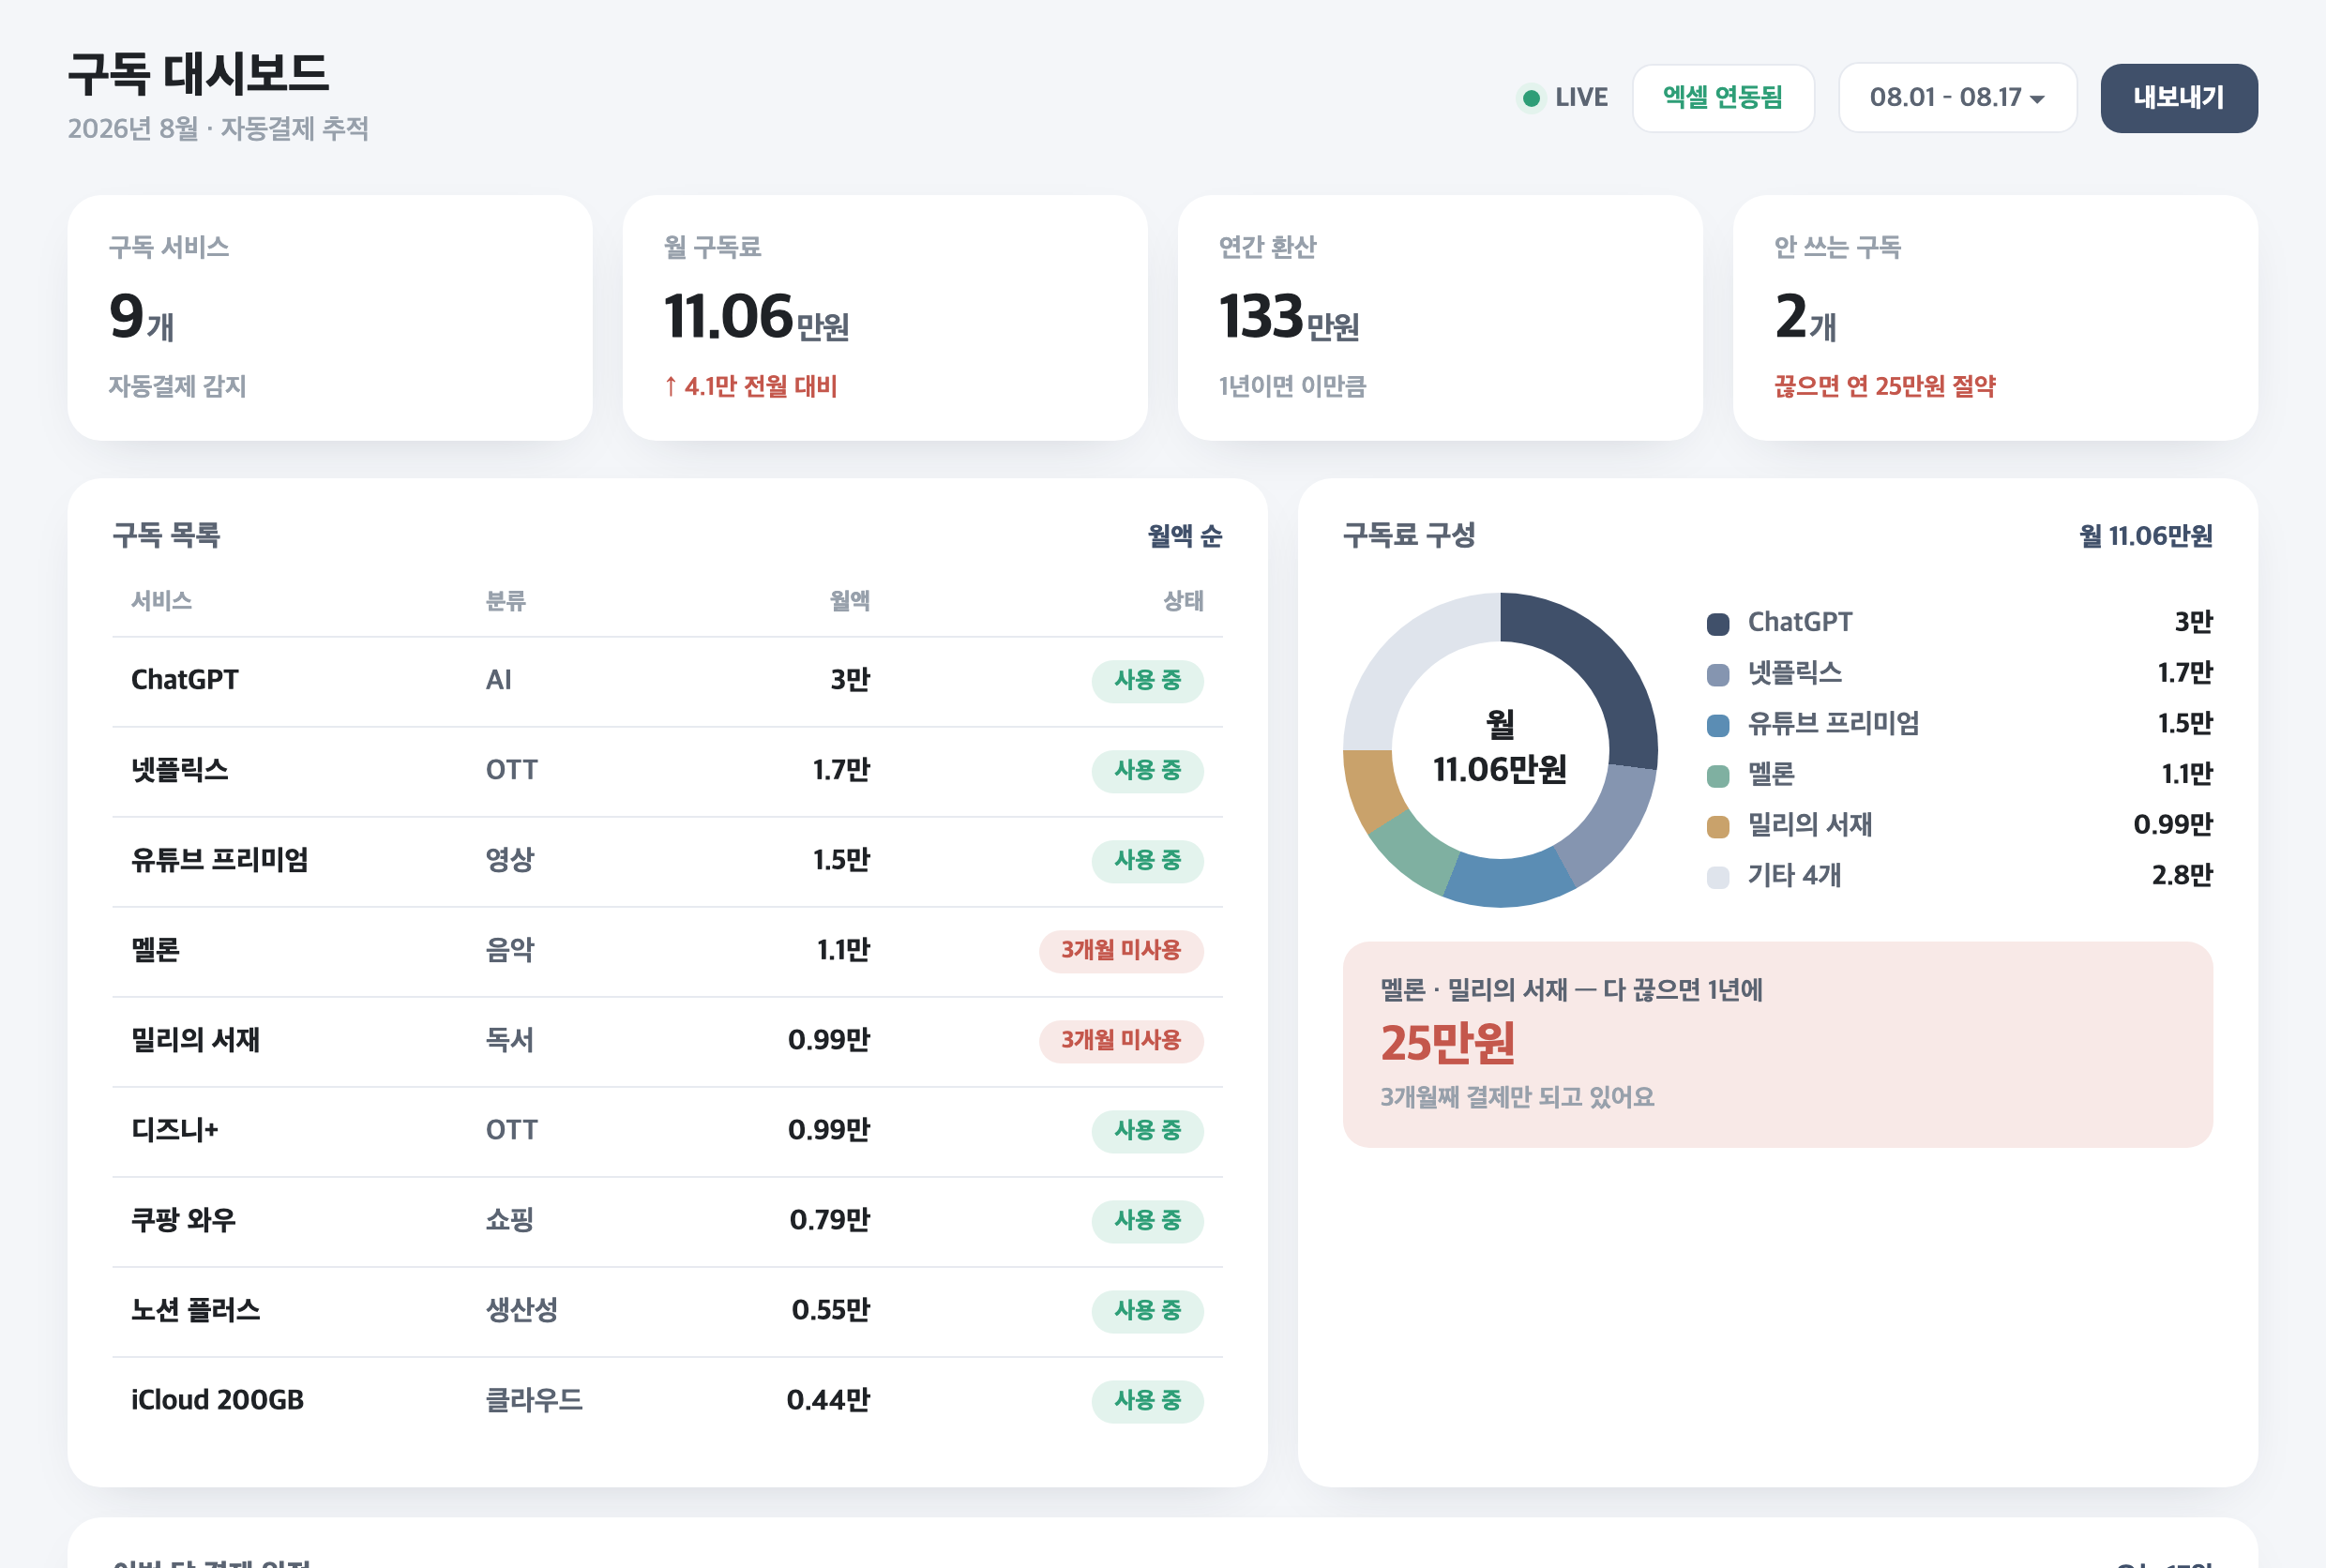 구독 대시보드
2026년 8월 · 자동결제 추적
LIVE
엑셀 연동됨
08.01 - 08.17
내보내기
구독 서비스
9개
자동결제 감지
월 구독료
11.06만원
↑ 4.1만 전월 대비
연간 환산
133만원
1년이면 이만큼
안 쓰는 구독
2개
끊으면 연 25만원 절약
구독 목록 월액 순
서비스 분류 월액 상태
ChatGPT AI 3만 사용 중
넷플릭스 OTT 1.7만 사용 중
유튜브 프리미엄 영상 1.5만 사용 중
멜론 음악 1.1만 3개월 미사용
밀리의 서재 독서 0.99만 3개월 미사용
디즈니+ OTT 0.99만 사용 중
쿠팡 와우 쇼핑 0.79만 사용 중
노션 플러스 생산성 0.55만 사용 중
iCloud 200GB 클라우드 0.44만 사용 중
구독료 구성 월 11.06만원
월
11.06만원
ChatGPT 3만
넷플릭스 1.7만
유튜브 프리미엄 1.5만
멜론 1.1만
밀리의 서재 0.99만
기타 4개 2.8만
멜론 · 밀리의 서재 — 다 끊으면 1년에
25만원
3개월째 결제만 되고 있어요